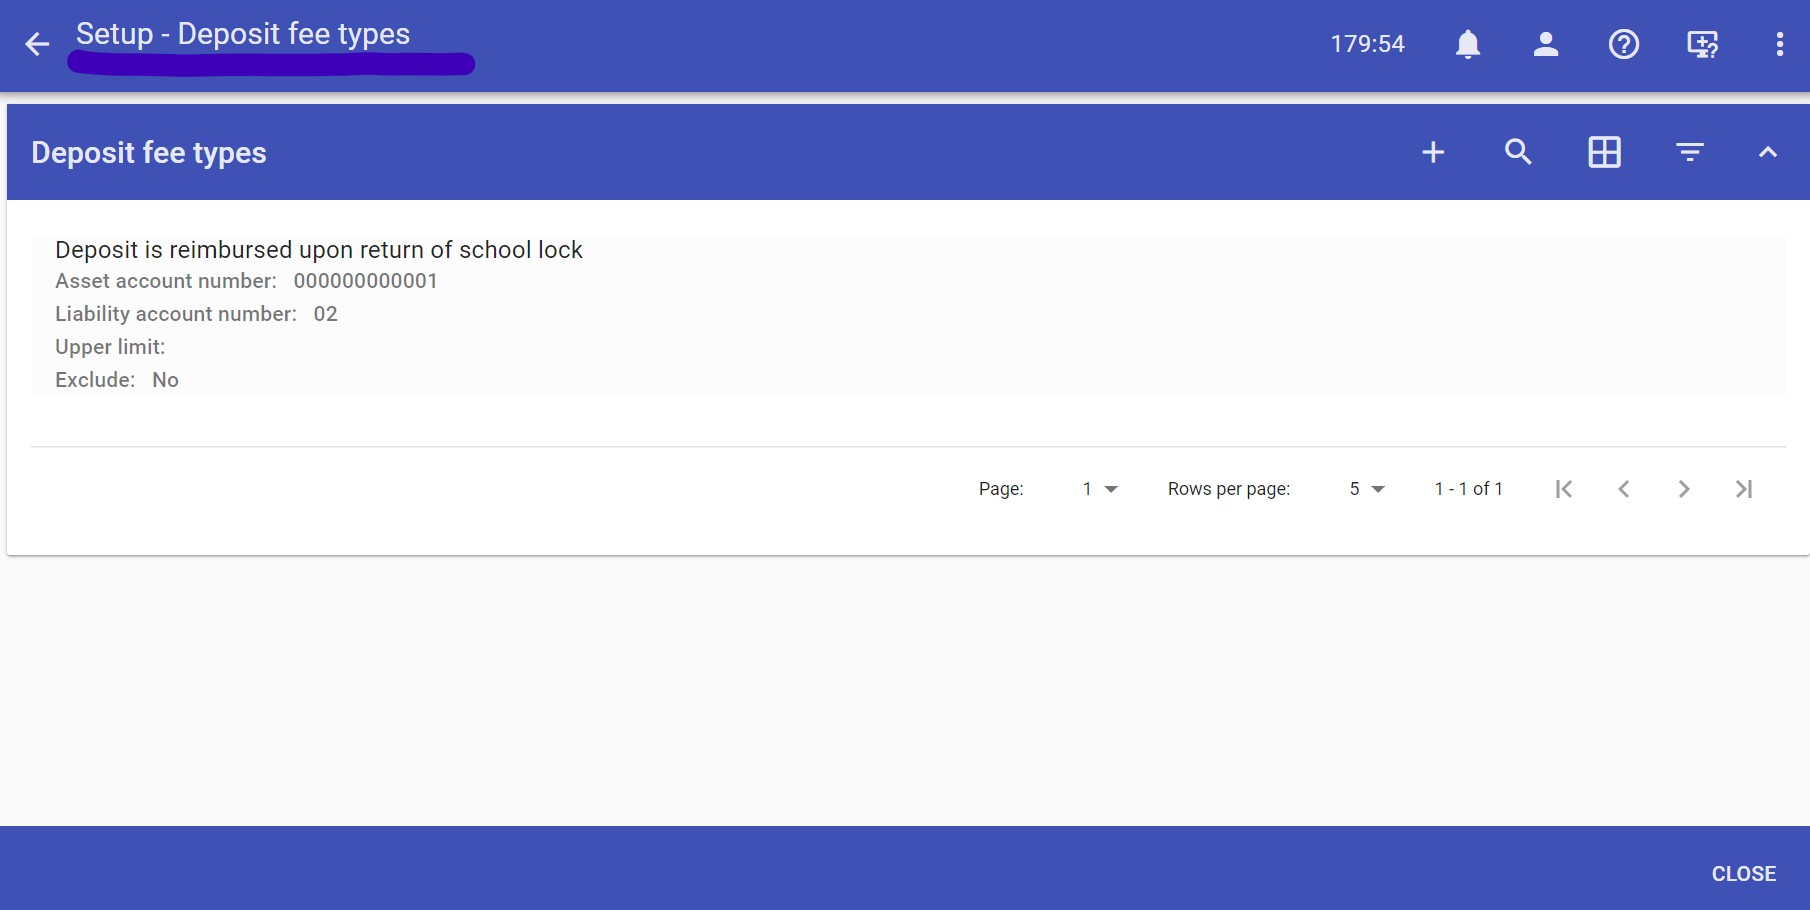 Setup - Deposit fee types
179:54
Deposit fee types
Deposit is reimbursed upon return of school lock
Asset account number: 000000000001
Liability account number: 02
Upper limit:
Exclude: No
Page: 1 Rows per page: 5 1 - 1 of 1
CLOSE